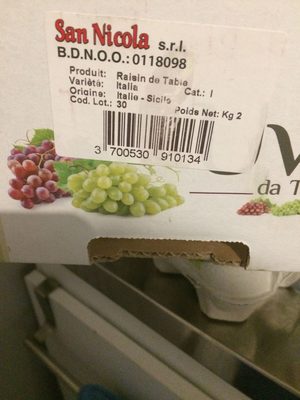 San Nicola s.r.l.
B.D.N.O.O.: 0118098
Produit: Raisin de Table
Variété: Italia Cat.: I
Origine: Italie - Sicile
Cod. Lot.: 30 Poids Net: Kg 2
3 700530 910134
da T